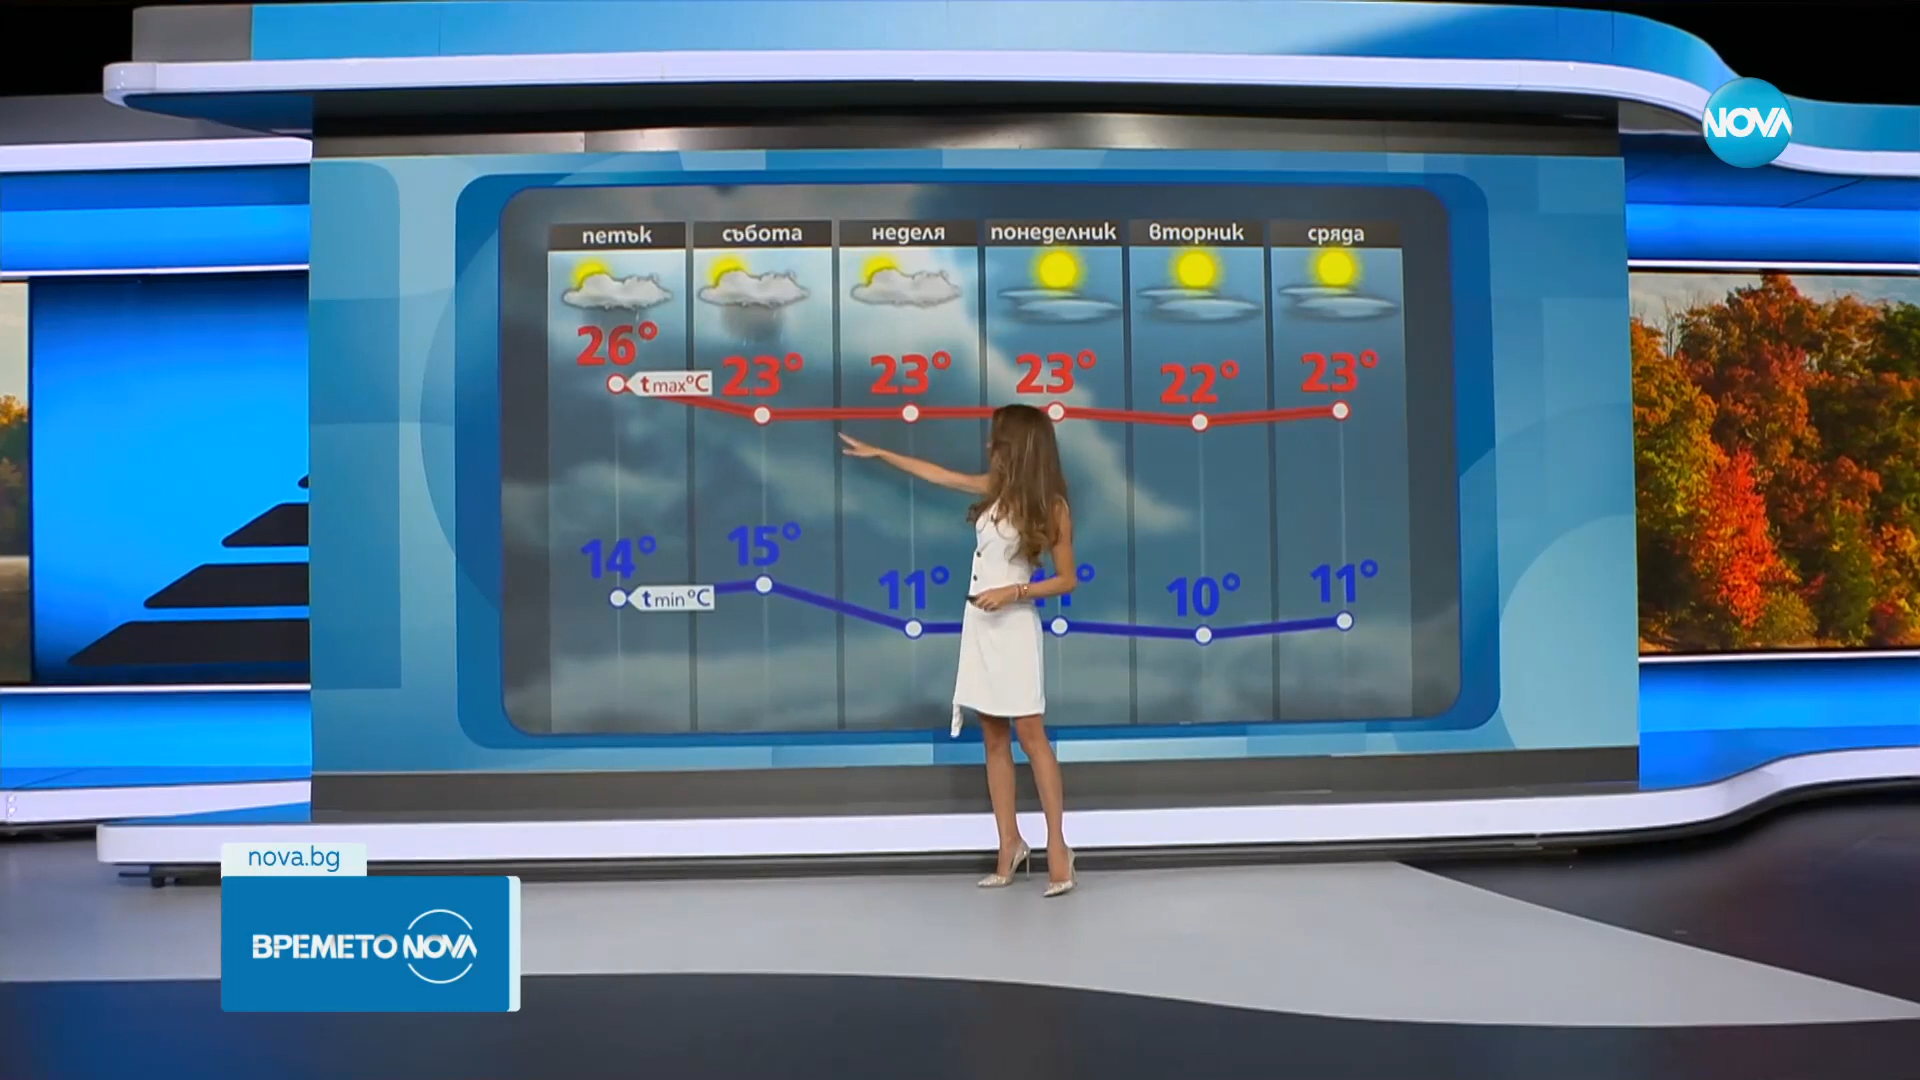 NOVA
петък събота неделя понеделник вторник сряда
26° 23° 23° 23° 22° 23°
t max°C
14° 15° 11° 11° 10° 11°
t min°C
nova.bg
ВРЕМЕТО NOVA